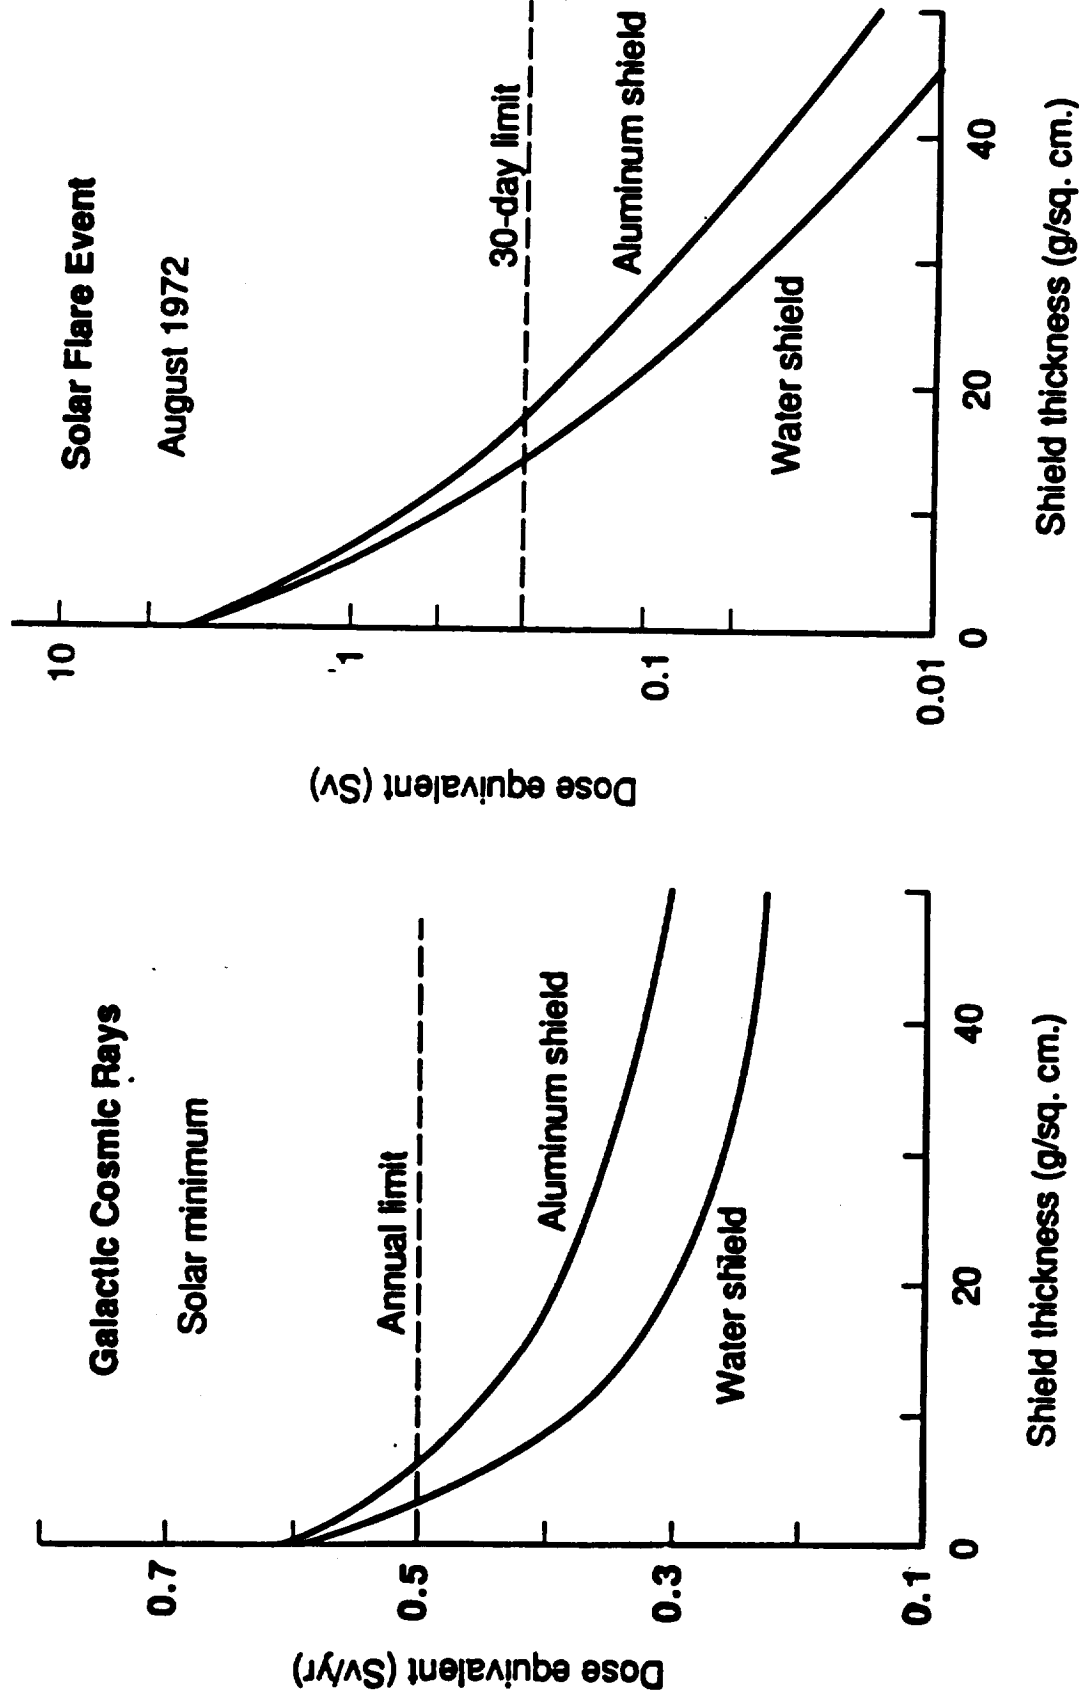 Galactic Cosmic Rays
Solar minimum
Annual limit
Aluminum shield
Water shield
Dose equivalent (Sv/yr)
0.7
0.5
0.3
0.1
0
20
40
Shield thickness (g/sq. cm.)
Solar Flare Event
August 1972
30-day limit
Aluminum shield
Water shield
Dose equivalent (Sv)
10
1
0.1
0.01
0
20
40
Shield thickness (g/sq. cm.)